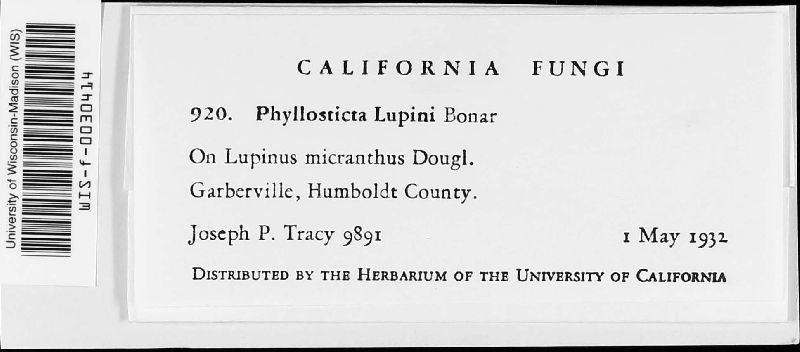 University of Wisconsin-Madison (WIS)
WIS-f-0030414
CALIFORNIA FUNGI
920. Phyllosticta Lupini Bonar
On Lupinus micranthus Dougl.
Garberville, Humboldt County.
Joseph P. Tracy 9891 1 May 1932
DISTRIBUTED BY THE HERBARIUM OF THE UNIVERSITY OF CALIFORNIA